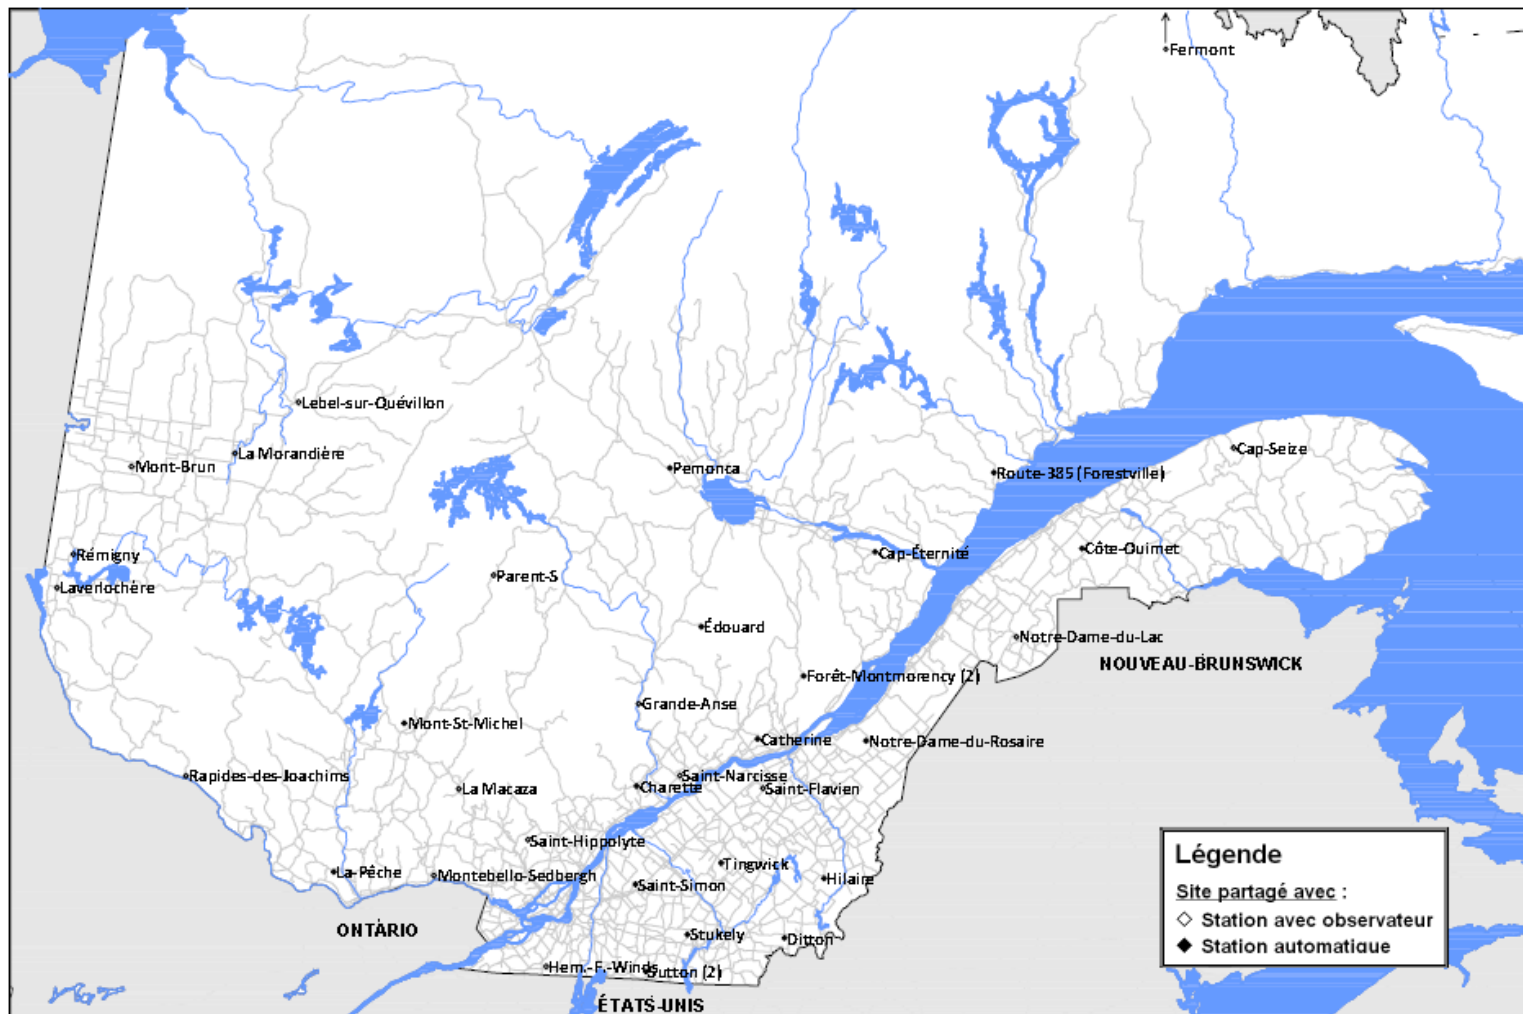 Fermont
Lebel-sur-Quévillon
Cap-Seize
La Morandière
Mont-Brun
Pemonca
Route-385 (Forestville)
Côte-Ouimet
Cap-Éternité
Rémigny
Parent-S
Laverlochère
Édouard
Notre-Dame-du-Lac
NOUVEAU-BRUNSWICK
Forêt-Montmorency (2)
Grande-Anse
Mont-St-Michel
Catherine
Notre-Dame-du-Rosaire
Rapides-des-Joachims
Saint-Narcisse
La Macaza
Charette
Saint-Flavien
Saint-Hippolyte
Légende
Tingwick
La-Pêche
Montebello-Sedbergh
Saint-Simon
Hilaire
Site partagé avec :
Station avec observateur
ONTARIO
Stukely
Ditton
Station automatique
Hem.-F.-Winds
Sutton (2)
ÉTATS-UNIS